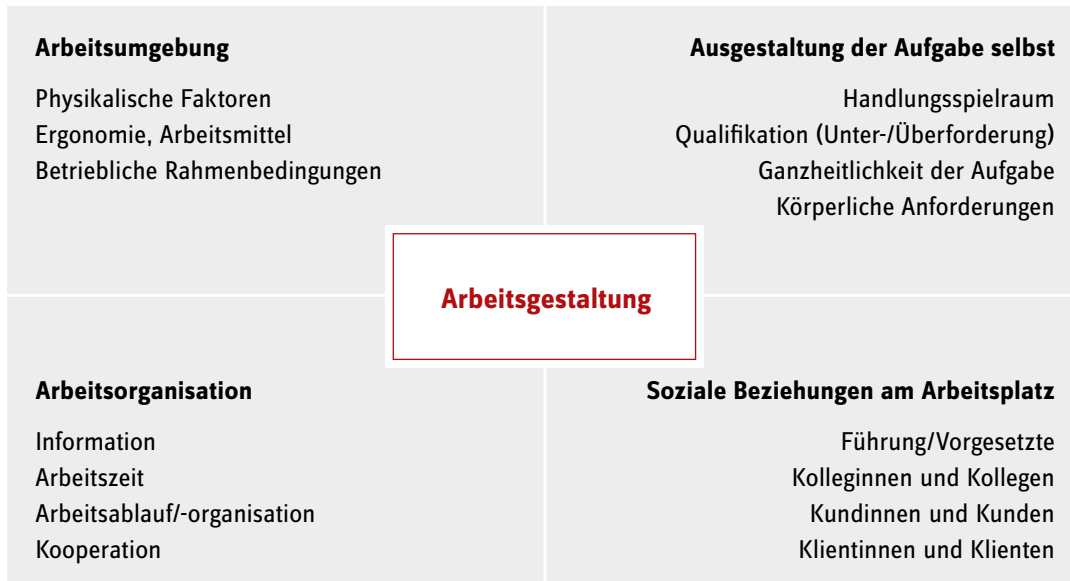 Arbeitsumgebung
Physikalische Faktoren
Ergonomie, Arbeitsmittel
Betriebliche Rahmenbedingungen
Ausgestaltung der Aufgabe selbst
Handlungsspielraum
Qualifikation (Unter-/Überforderung)
Ganzheitlichkeit der Aufgabe
Körperliche Anforderungen
Arbeitsgestaltung
Arbeitsorganisation
Information
Arbeitszeit
Arbeitsablauf/-organisation
Kooperation
Soziale Beziehungen am Arbeitsplatz
Führung/Vorgesetzte
Kolleginnen und Kollegen
Kundinnen und Kunden
Klientinnen und Klienten